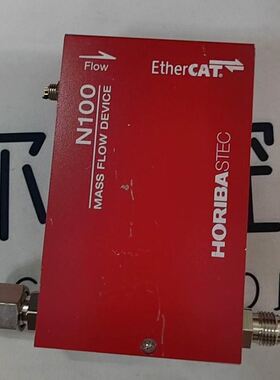 Flow
EtherCAT®
N100
MASS FLOW DEVICE
HORIBASTEC